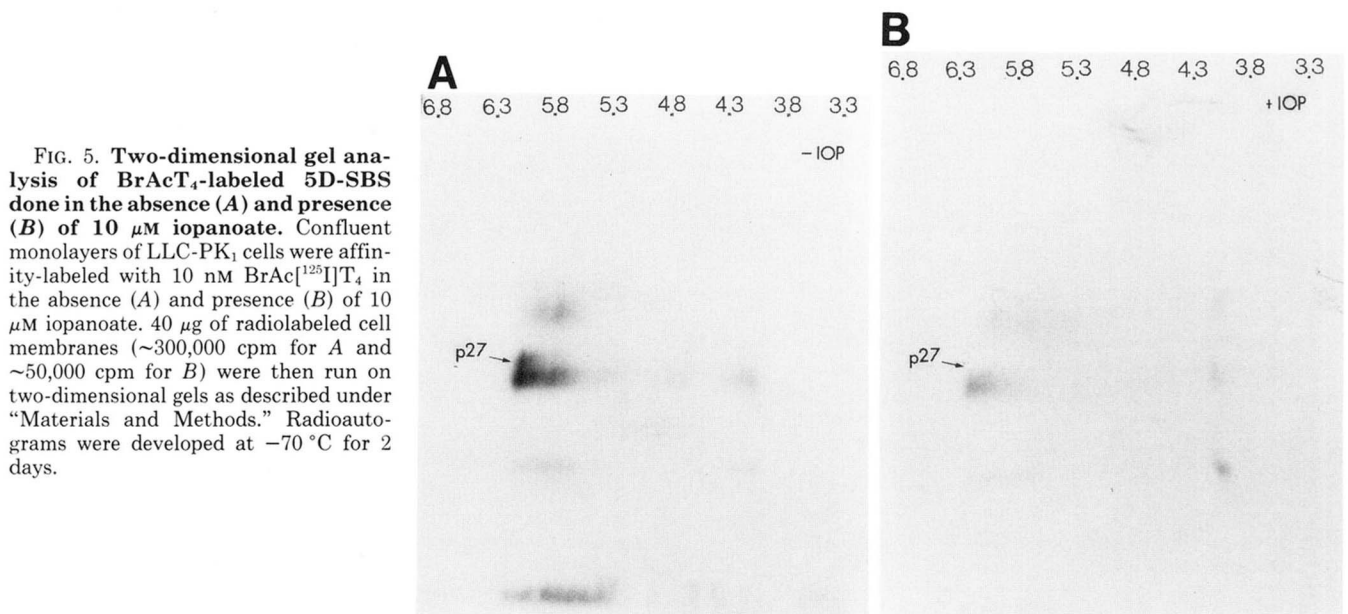 FIG. 5. Two-dimensional gel ana-
lysis of BrAcT₄-labeled 5D-SBS
done in the absence (A) and presence
(B) of 10 μM iopanoate. Confluent
monolayers of LLC-PK₁ cells were affin-
ity-labeled with 10 nM BrAc[¹²⁵I]T₄ in
the absence (A) and presence (B) of 10
μM iopanoate. 40 μg of radiolabeled cell
membranes (~300,000 cpm for A and
~50,000 cpm for B) were then run on
two-dimensional gels as described under
“Materials and Methods.” Radioauto-
grams were developed at −70 °C for 2
days.
A
6.8 6.3 5.8 5.3 4.8 4.3 3.8 3.3
− IOP
p27
B
6.8 6.3 5.8 5.3 4.8 4.3 3.8 3.3
+ IOP
p27